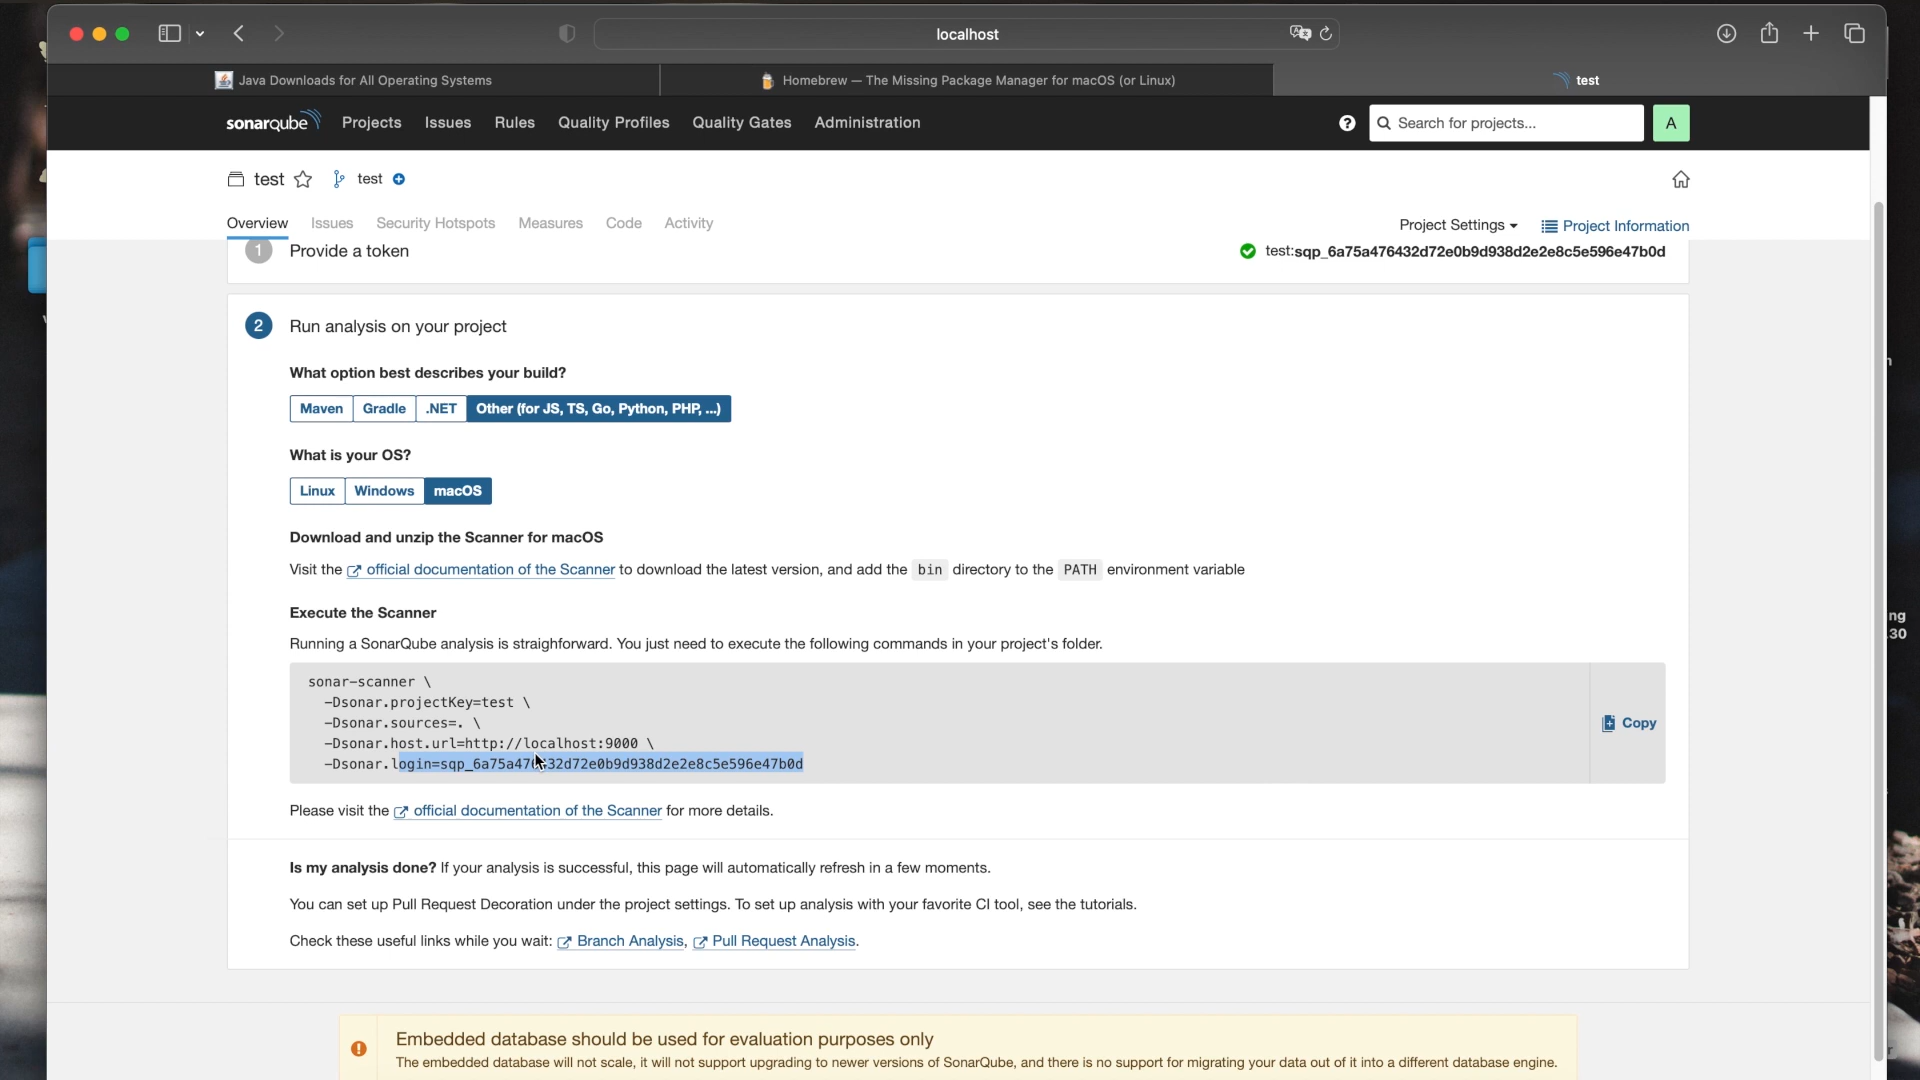 localhost
Java Downloads for All Operating Systems
Homebrew — The Missing Package Manager for macOS (or Linux)
test
sonarqube Projects Issues Rules Quality Profiles Quality Gates Administration
Search for projects...
A
test test
Overview Issues Security Hotspots Measures Code Activity
Project Settings Project Information
1 Provide a token
test:sqp_6a75a476432d72e0b9d938d2e2e8c5e596e47b0d
2 Run analysis on your project
What option best describes your build?
Maven Gradle .NET Other (for JS, TS, Go, Python, PHP, ...)
What is your OS?
Linux Windows macOS
Download and unzip the Scanner for macOS
Visit the official documentation of the Scanner to download the latest version, and add the bin directory to the PATH environment variable
Execute the Scanner
Running a SonarQube analysis is straighforward. You just need to execute the following commands in your project's folder.
sonar-scanner \
-Dsonar.projectKey=test \
-Dsonar.sources=. \
-Dsonar.host.url=http://localhost:9000 \
-Dsonar.login=sqp_6a75a476432d72e0b9d938d2e2e8c5e596e47b0d
Copy
Please visit the official documentation of the Scanner for more details.
Is my analysis done? If your analysis is successful, this page will automatically refresh in a few moments.
You can set up Pull Request Decoration under the project settings. To set up analysis with your favorite CI tool, see the tutorials.
Check these useful links while you wait: Branch Analysis, Pull Request Analysis.
Embedded database should be used for evaluation purposes only
The embedded database will not scale, it will not support upgrading to newer versions of SonarQube, and there is no support for migrating your data out of it into a different database engine.
ng
30